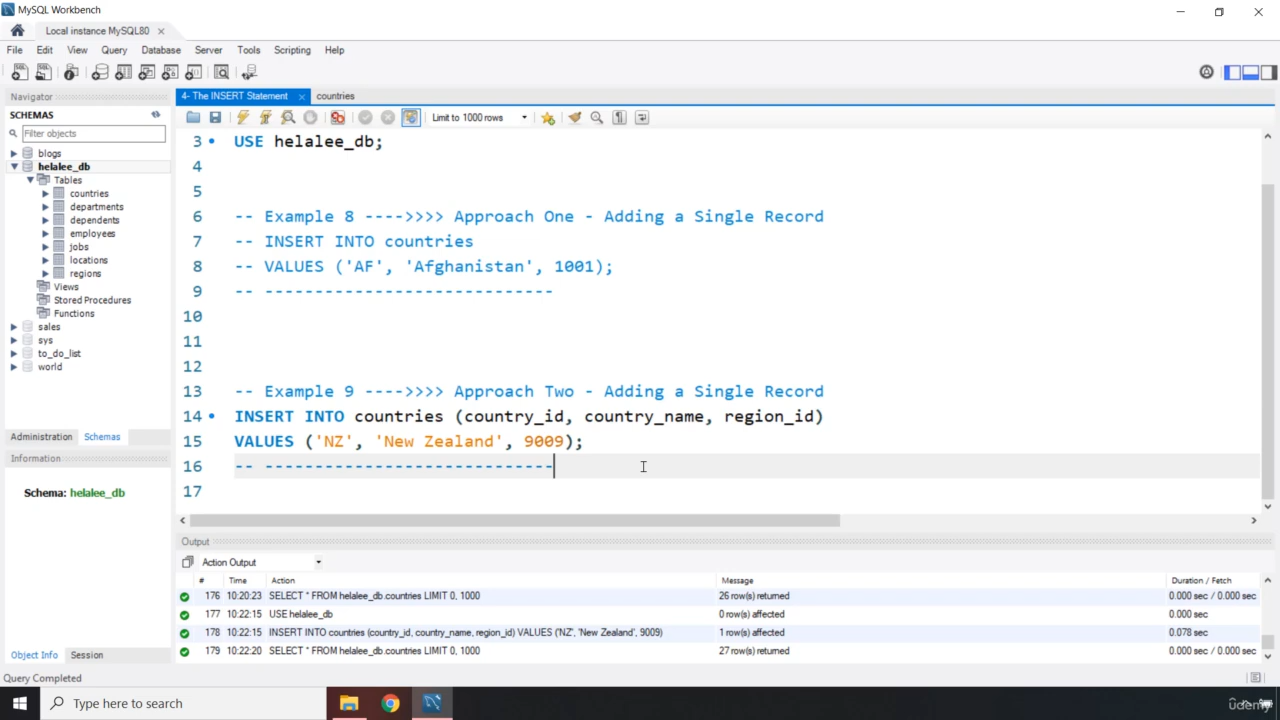 MySQL Workbench
Local instance MySQL80
File Edit View Query Database Server Tools Scripting Help
Navigator
SCHEMAS
Filter objects
blogs
helalee_db
Tables
countries
departments
dependents
employees
jobs
locations
regions
Views
Stored Procedures
Functions
sales
sys
to_do_list
world
Administration Schemas
Information
Schema: helalee_db
Object Info Session
4- The INSERT Statement countries
Limit to 1000 rows
3 USE helalee_db;
4
5
6 -- Example 8 ---->>>> Approach One - Adding a Single Record
7 -- INSERT INTO countries
8 -- VALUES ('AF', 'Afghanistan', 1001);
9 -- -----------------------------
10
11
12
13 -- Example 9 ---->>>> Approach Two - Adding a Single Record
14 INSERT INTO countries (country_id, country_name, region_id)
15 VALUES ('NZ', 'New Zealand', 9009);
16 -- -----------------------------
17
Output
Action Output
# Time Action Message Duration / Fetch
176 10:20:23 SELECT * FROM helalee_db.countries LIMIT 0, 1000 26 row(s) returned 0.000 sec / 0.000 sec
177 10:22:15 USE helalee_db 0 row(s) affected 0.000 sec
178 10:22:15 INSERT INTO countries (country_id, country_name, region_id) VALUES ('NZ', 'New Zealand', 9009) 1 row(s) affected 0.078 sec
179 10:22:20 SELECT * FROM helalee_db.countries LIMIT 0, 1000 27 row(s) returned 0.000 sec / 0.000 sec
Query Completed
Type here to search
udemy